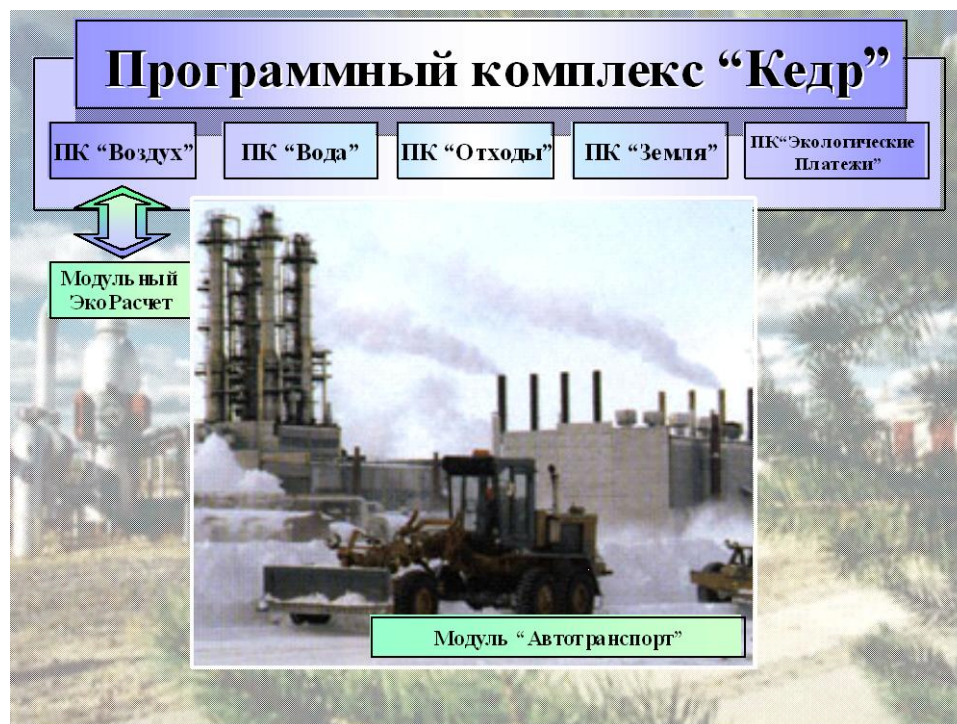 Программный комплекс “Кедр”
ПК “Воздух”
ПК “Вода”
ПК “Отходы”
ПК “Земля”
ПК“Экологические
Платежи”
Модульный
ЭкоРасчет
Модуль “Автотранспорт”